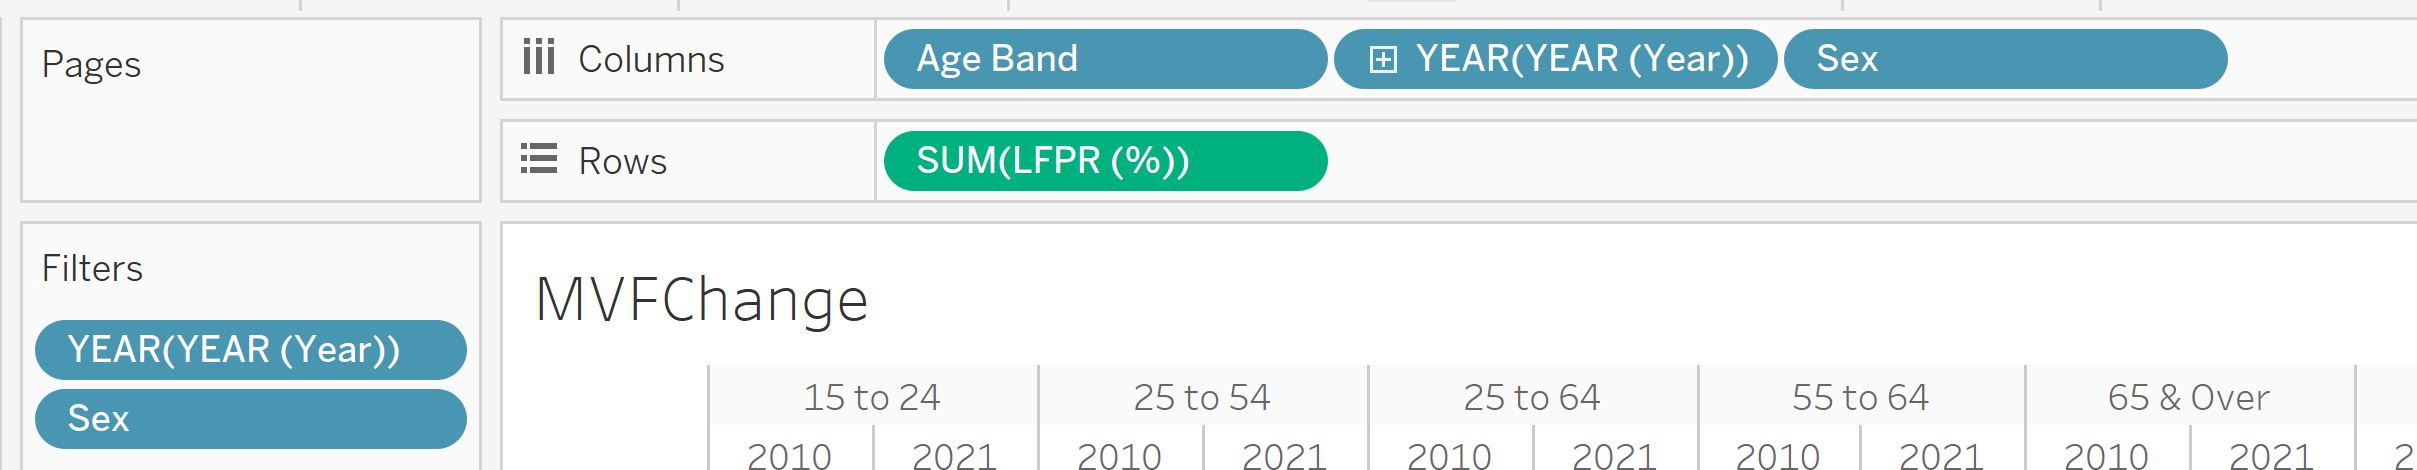 Pages
Columns Age Band YEAR(YEAR (Year)) Sex
Rows SUM(LFPR (%))
Filters
YEAR(YEAR (Year))
Sex
MVFChange
15 to 24 25 to 54 25 to 64 55 to 64 65 & Over
2010 2021 2010 2021 2010 2021 2010 2021 2010 2021